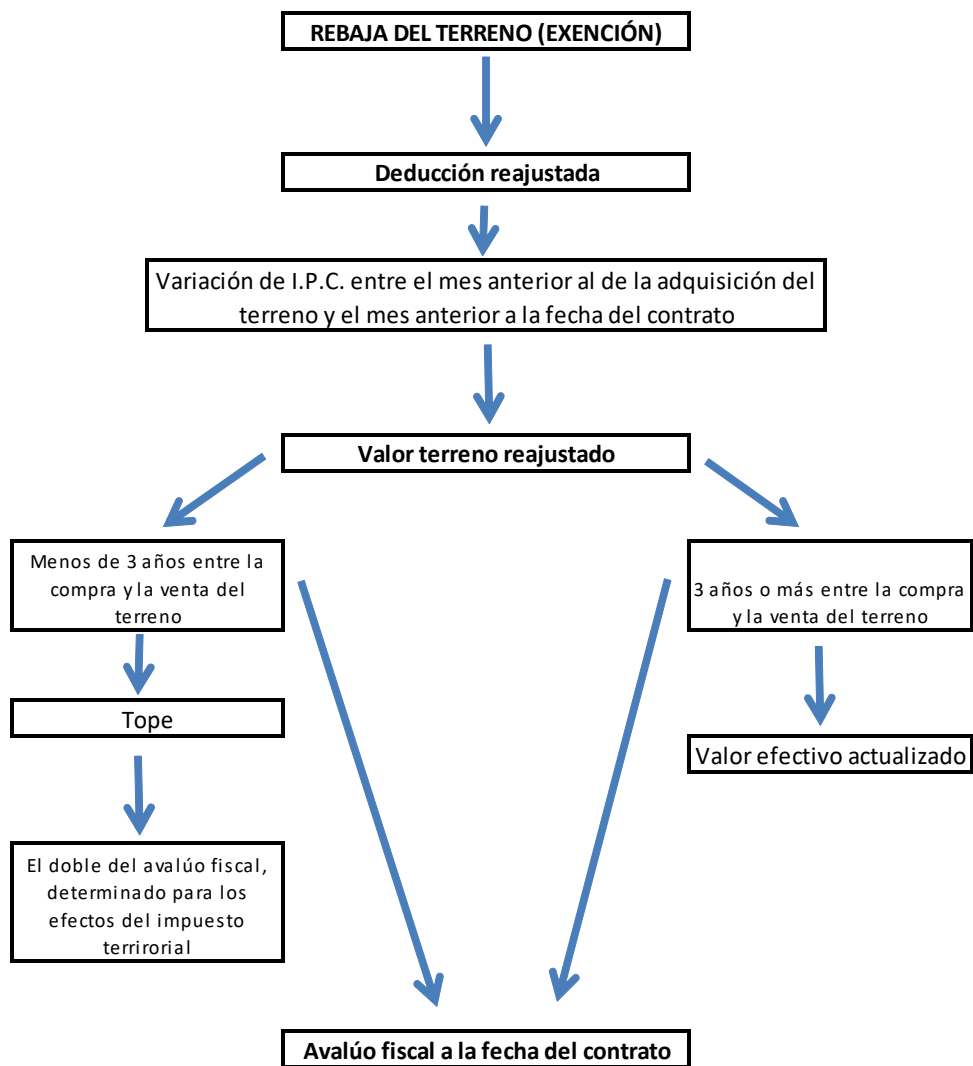 REBAJA DEL TERRENO (EXENCIÓN)
Deducción reajustada
Variación de I.P.C. entre el mes anterior al de la adquisición del
terreno y el mes anterior a la fecha del contrato
Valor terreno reajustado
Menos de 3 años entre la
compra y la venta del
terreno
3 años o más entre la compra
y la venta del terreno
Tope
Valor efectivo actualizado
El doble del avalúo fiscal,
determinado para los
efectos del impuesto
terrirorial
Avalúo fiscal a la fecha del contrato